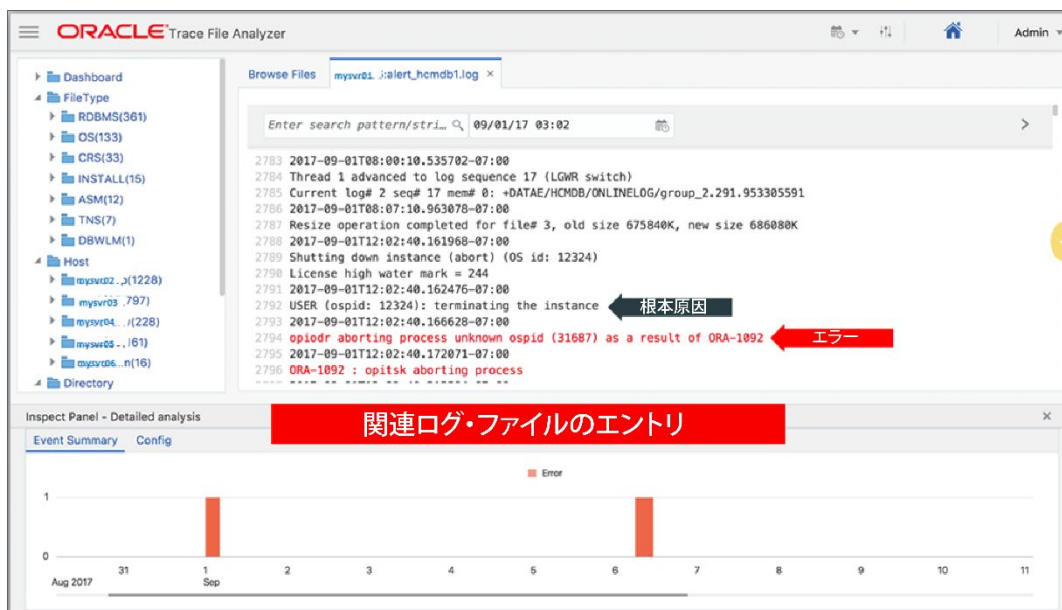 ORACLE Trace File Analyzer
Admin
Dashboard
FileType
RDBMS(361)
OS(133)
CRS(33)
INSTALL(15)
ASM(12)
TNS(7)
DBWLM(1)
Host
mysvr02 (1228)
mysvr03 797)
mysvr04 (228)
mysvr05 61)
mysvr06 n(16)
Directory
Browse Files
mysvr01 :alert_hcmdb1.log ×
Enter search pattern/stri… 09/01/17 03:02
2783 2017-09-01T08:00:10.535702-07:00
2784 Thread 1 advanced to log sequence 17 (LGWR switch)
2785 Current log# 2 seq# 17 mem# 0: +DATAE/HCMDB/ONLINELOG/group_2.291.953305591
2786 2017-09-01T08:07:10.963078-07:00
2787 Resize operation completed for file# 3, old size 675840K, new size 686080K
2788 2017-09-01T12:02:40.161968-07:00
2789 Shutting down instance (abort) (OS id: 12324)
2790 License high water mark = 244
2791 2017-09-01T12:02:40.162476-07:00
2792 USER (ospid: 12324): terminating the instance
根本原因
2793 2017-09-01T12:02:40.166628-07:00
2794 opiodr aborting process unknown ospid (31687) as a result of ORA-1092
エラー
2795 2017-09-01T12:02:40.172071-07:00
2796 ORA-1092 : opitsk aborting process
Inspect Panel - Detailed analysis
関連ログ・ファイルのエントリ
Event Summary Config
Error
1
0
31 1 2 3 4 5 6 7 8 9 10 11
Aug 2017 Sep